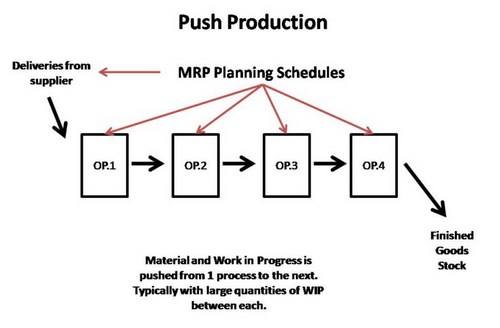 Push Production
Deliveries from
supplier
MRP Planning Schedules
OP.1
OP.2
OP.3
OP.4
Finished
Goods
Stock
Material and Work in Progress is
pushed from 1 process to the next.
Typically with large quantities of WIP
between each.